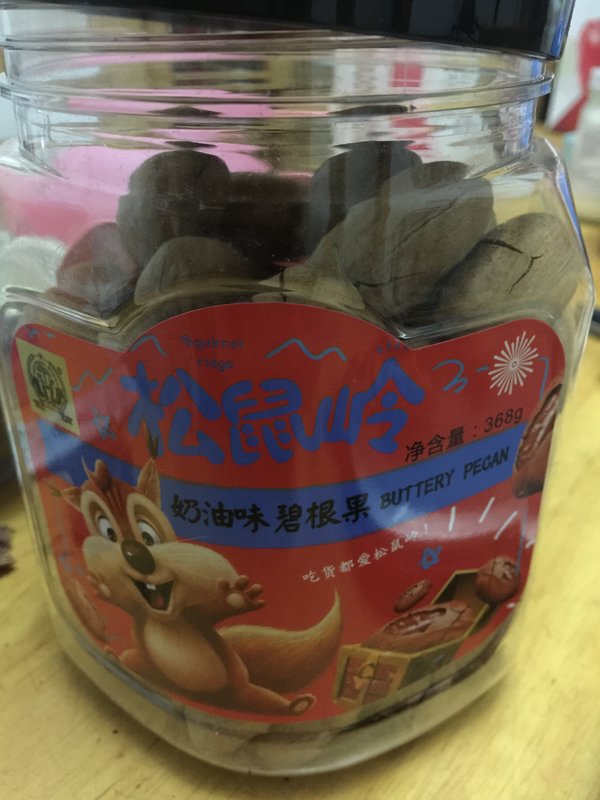 Squirrel
ridge
松鼠岭
净含量：368g
奶油味 碧根果 BUTTERY PECAN
吃货都爱松鼠岭！